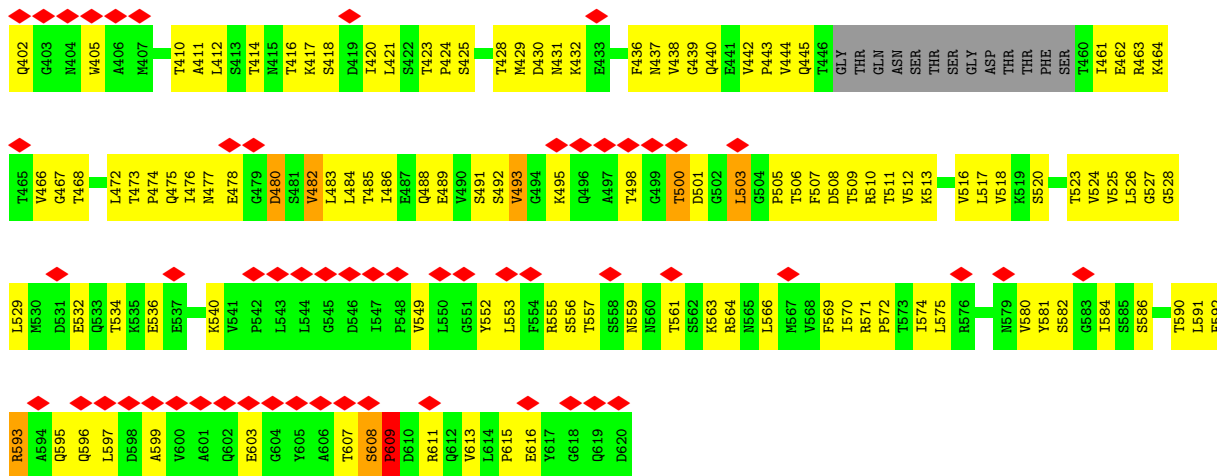 Q402 G403 N404 W405 A406 M407 T410 A411 L412 S413 T414 N415 T416 K417 S418 D419 I420 L421 S422 T423 P424 S425 T428 M429 D430 N431 K432 E433 F436 N437 V438 G439 Q440 E441 V442 P443 V444 Q445 T446 GLY THR GLN ASN SER THR SER GLY ASP THR THR PHE SER T460 I461 E462 R463 K464
T465 V466 G467 T468 L472 T473 P474 Q475 I476 N477 E478 G479 D480 S481 V482 L483 L484 T485 I486 E487 Q488 E489 V490 S491 S492 V493 G494 K495 Q496 A497 T498 G499 T500 D501 G502 L503 G504 P505 T506 F507 D508 T509 R510 T511 V512 K513 V516 L517 V518 K519 S520 T523 V524 V525 L526 G527 G528
L529 M530 D531 E532 Q533 T534 K535 E536 E537 K540 V541 P542 L543 L544 G545 D546 I547 P548 V549 L550 G551 Y552 L553 F554 R555 S556 T557 S558 N559 N560 T561 S562 K563 R564 N565 L566 M567 V568 F569 I570 R571 P572 T573 I574 L575 R576 N579 V580 Y581 S582 G583 I584 S585 S586 T590 L591 F592
R593 A594 Q595 Q596 L597 D598 A599 V600 A601 Q602 E603 G604 Y605 A606 T607 S608 P609 D610 R611 Q612 V613 L614 P615 E616 Y617 G618 Q619 D620